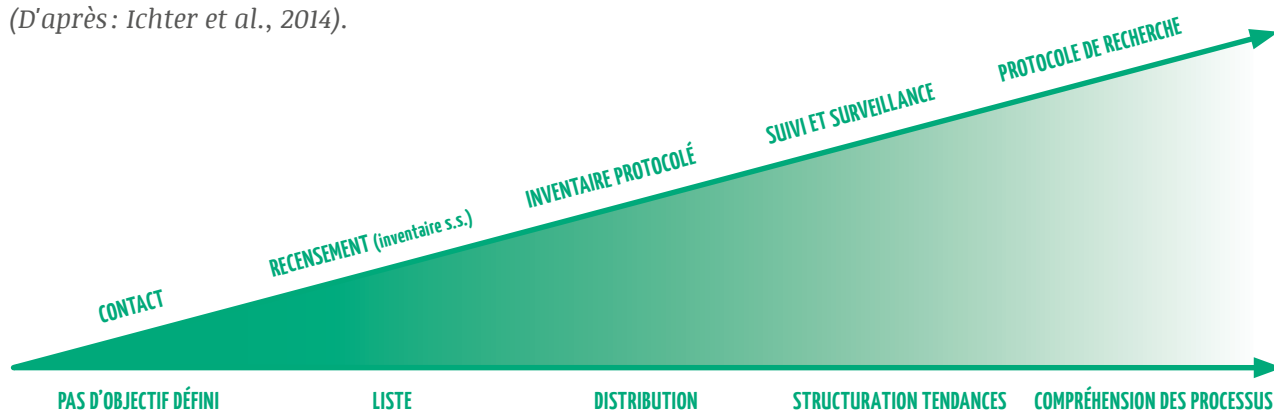 (D'après : Ichter et al., 2014).
PROTOCOLE DE RECHERCHE
SUIVI ET SURVEILLANCE
INVENTAIRE PROTOCOLÉ
RECENSEMENT (inventaire s.s.)
CONTACT
PAS D'OBJECTIF DÉFINI
LISTE
DISTRIBUTION
STRUCTURATION TENDANCES
COMPRÉHENSION DES PROCESSUS